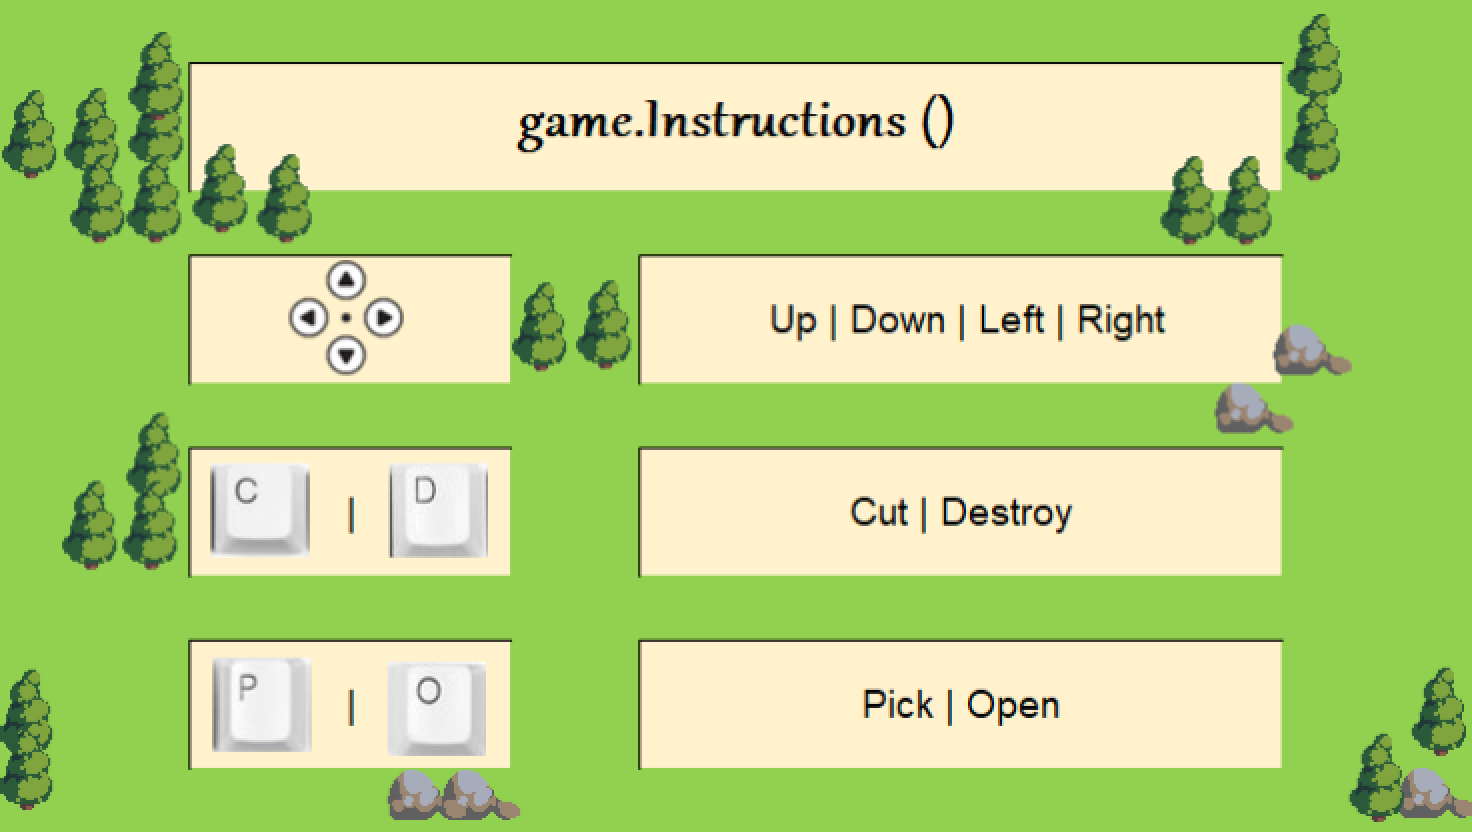 game.Instructions ()
Up | Down | Left | Right
C | D
Cut | Destroy
P | O
Pick | Open